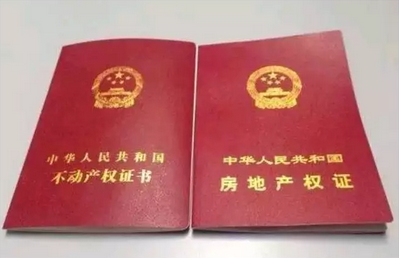 中华人民共和国
不动产权证书
中华人民共和国
房地产权证